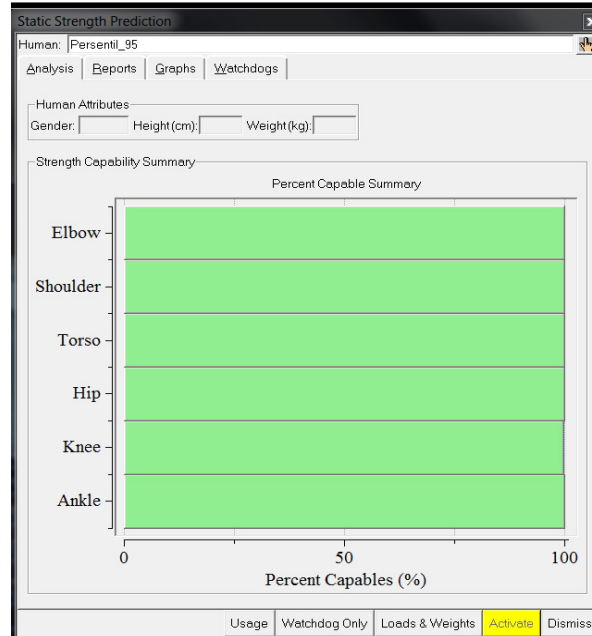 Static Strength Prediction
Human: Persentil_95
Analysis Reports Graphs Watchdogs
Human Attributes
Gender: Height(cm): Weight(kg):
Strength Capability Summary
Percent Capable Summary
Elbow
Shoulder
Torso
Hip
Knee
Ankle
0 50 100
Percent Capables (%)
Usage Watchdog Only Loads & Weights Activate Dismiss